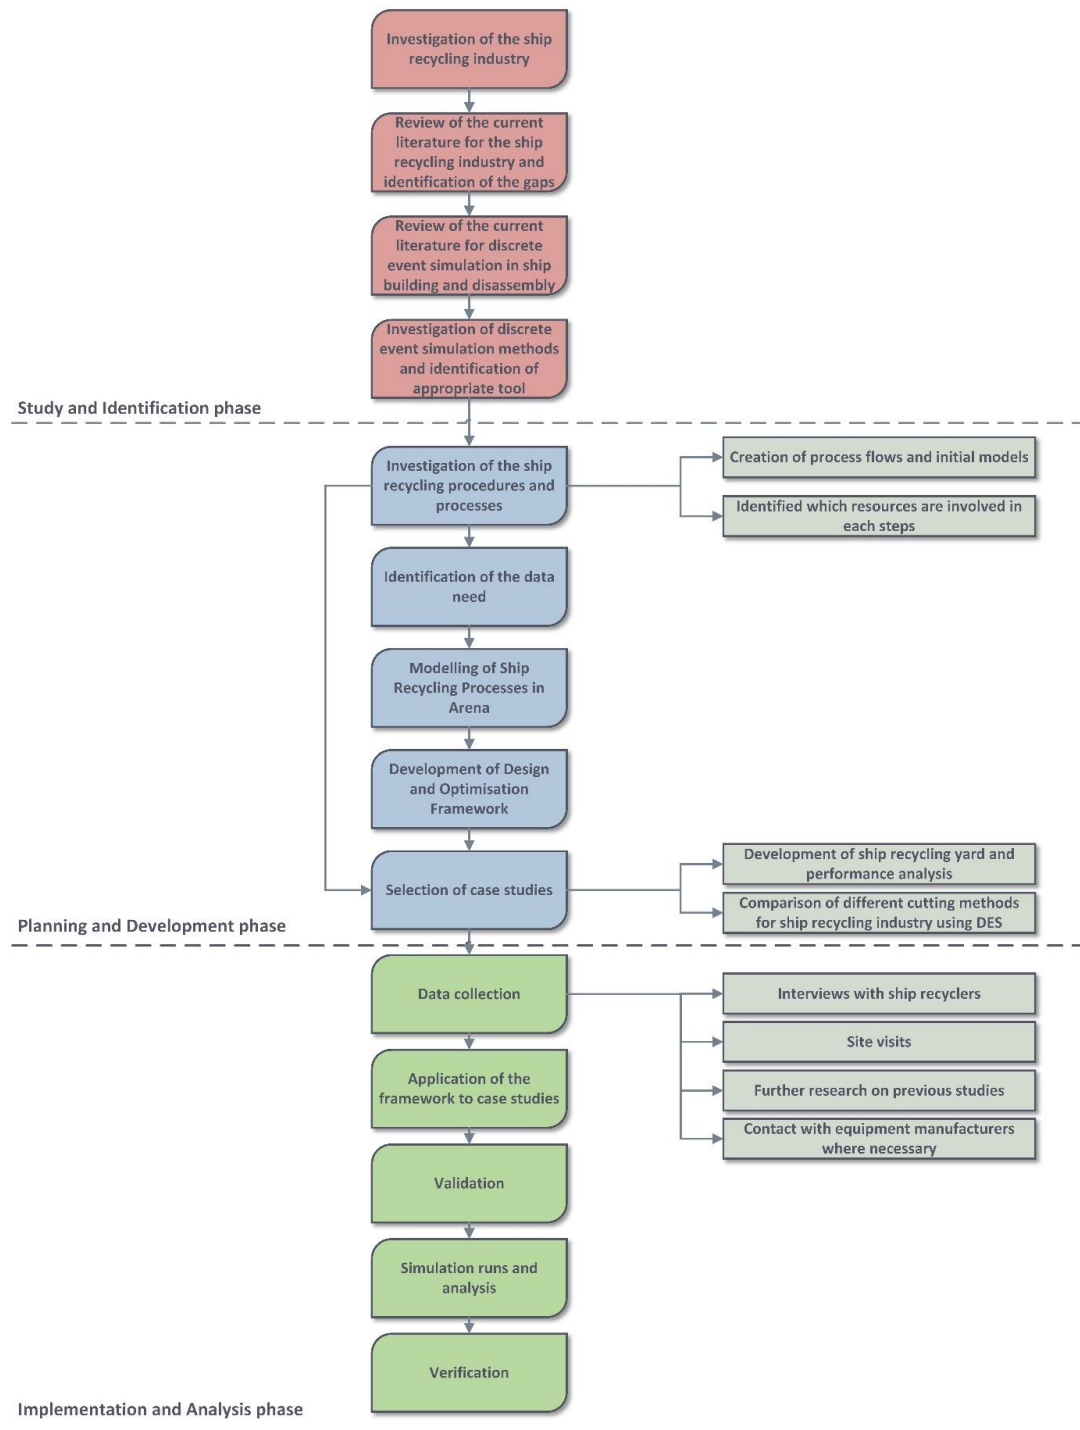 Investigation of the ship
recycling industry
Review of the current
literature for the ship
recycling industry and
identification of the gaps
Review of the current
literature for discrete
event simulation in ship
building and disassembly
Investigation of discrete
event simulation methods
and identification of
appropriate tool
Study and Identification phase
Investigation of the ship
recycling procedures and
processes
Creation of process flows and initial models
Identified which resources are involved in
each steps
Identification of the data
need
Modelling of Ship
Recycling Processes in
Arena
Development of Design
and Optimisation
Framework
Selection of case studies
Development of ship recycling yard and
performance analysis
Comparison of different cutting methods
for ship recycling industry using DES
Planning and Development phase
Data collection
Interviews with ship recyclers
Site visits
Further research on previous studies
Contact with equipment manufacturers
where necessary
Application of the
framework to case studies
Validation
Simulation runs and
analysis
Verification
Implementation and Analysis phase